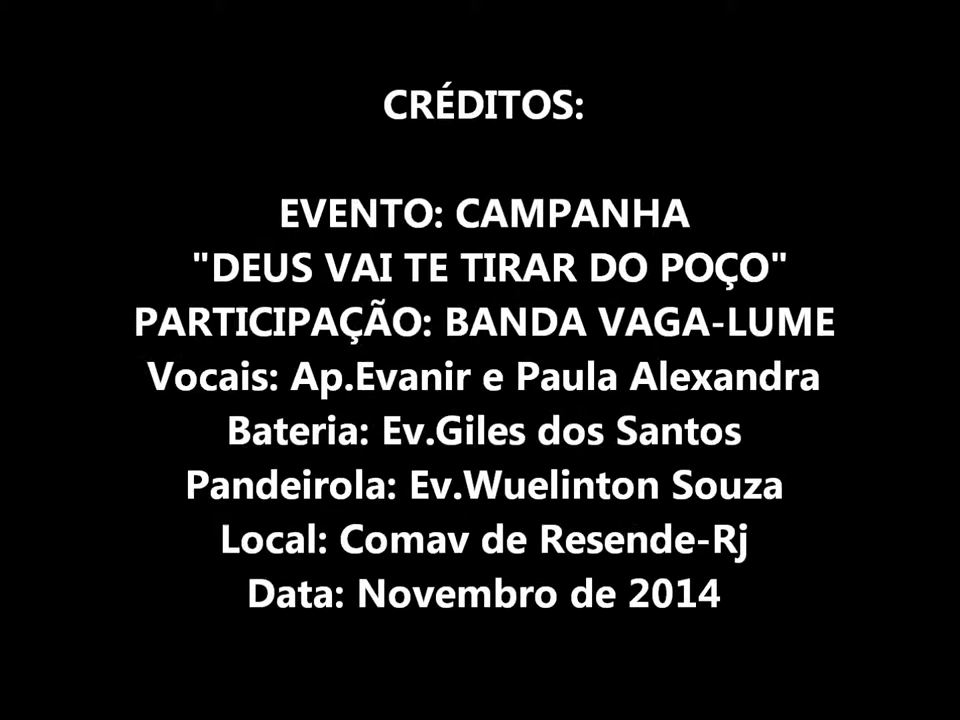 CRÉDITOS:
EVENTO: CAMPANHA
"DEUS VAI TE TIRAR DO POÇO"
PARTICIPAÇÃO: BANDA VAGA-LUME
Vocais: Ap.Evanir e Paula Alexandra
Bateria: Ev.Giles dos Santos
Pandeirola: Ev.Wuelinton Souza
Local: Comav de Resende-Rj
Data: Novembro de 2014